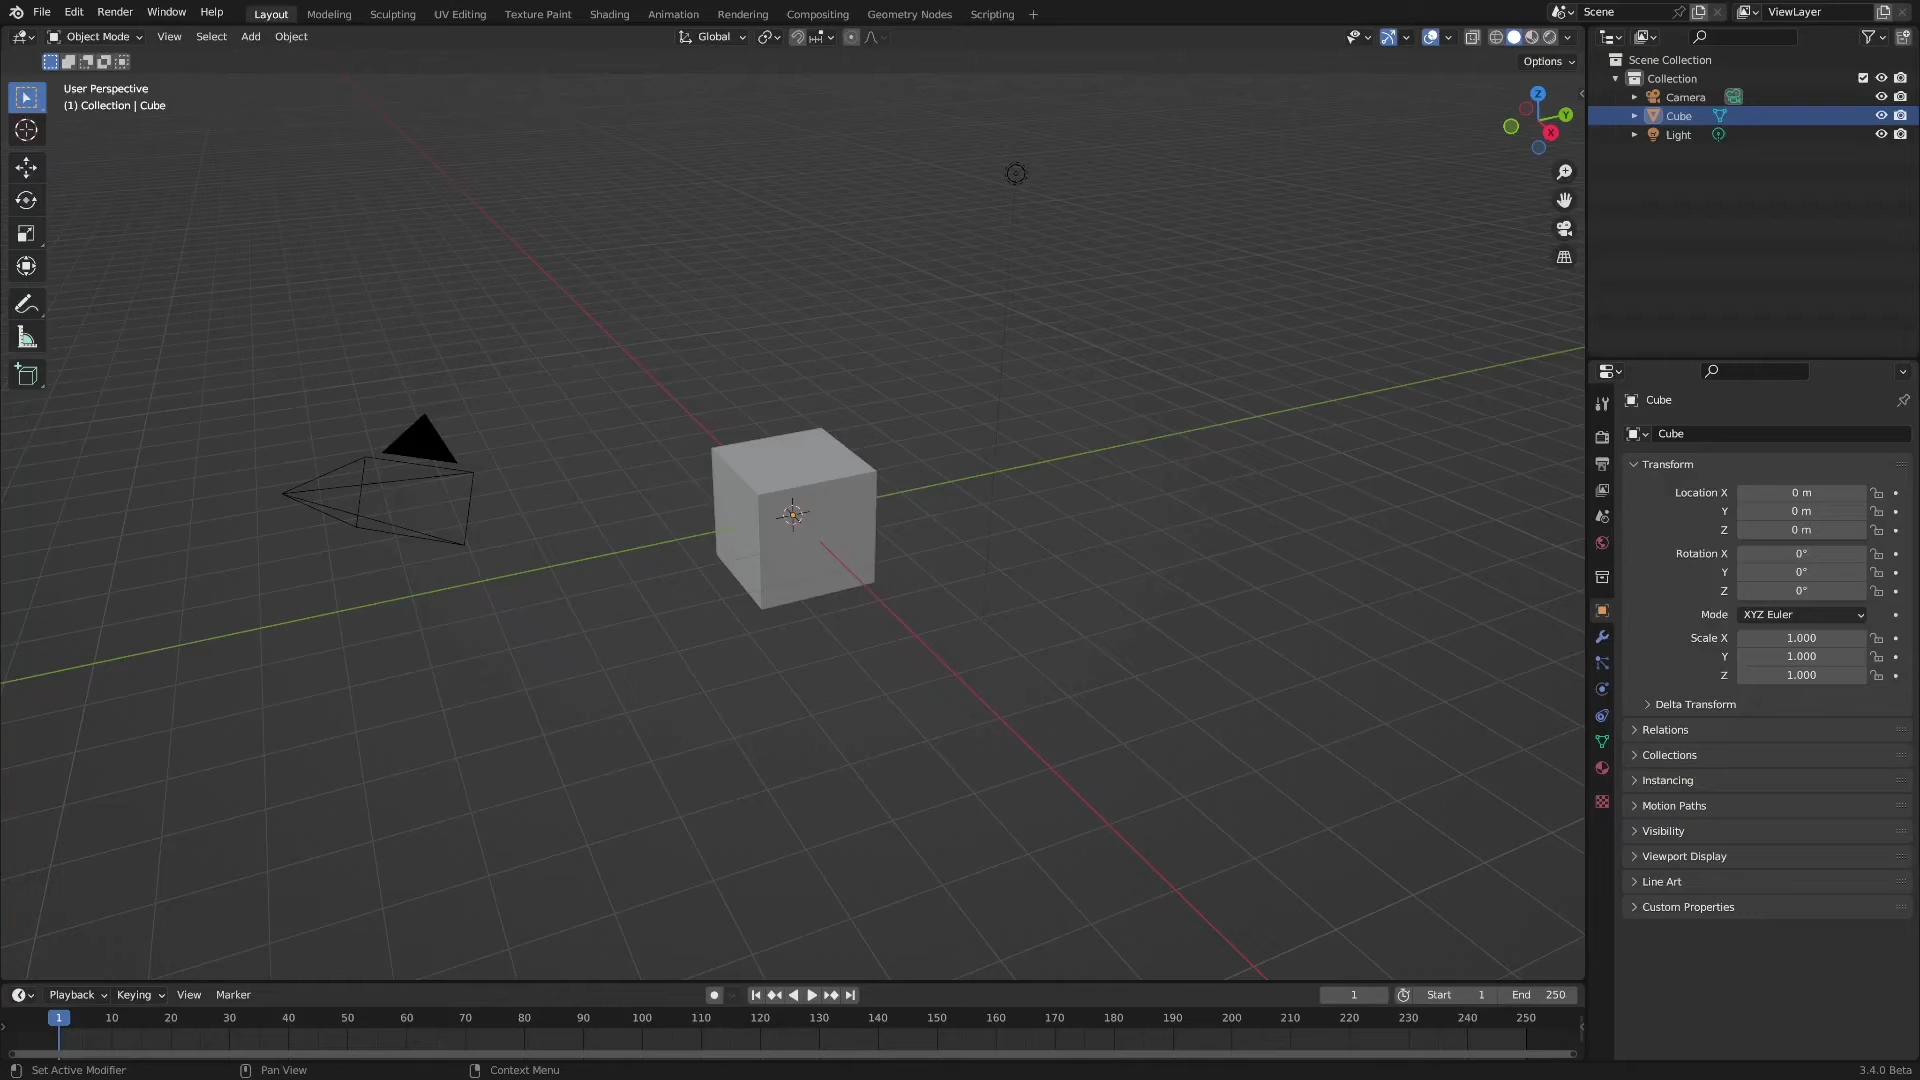 File Edit Render Window Help Layout Modeling Sculpting UV Editing Texture Paint Shading Animation Rendering Compositing Geometry Nodes Scripting + Scene ViewLayer
Object Mode View Select Add Object Global
Options
User Perspective
(1) Collection | Cube
Z
Y
X
Scene Collection
Collection
Camera
Cube
Light
Cube
Cube
Transform
Location X 0 m
Y 0 m
Z 0 m
Rotation X 0°
Y 0°
Z 0°
Mode XYZ Euler
Scale X 1.000
Y 1.000
Z 1.000
Delta Transform
Relations
Collections
Instancing
Motion Paths
Visibility
Viewport Display
Line Art
Custom Properties
Playback Keying View Marker 1 Start 1 End 250
1 10 20 30 40 50 60 70 80 90 100 110 120 130 140 150 160 170 180 190 200 210 220 230 240 250
Set Active Modifier Pan View Context Menu 3.4.0 Beta